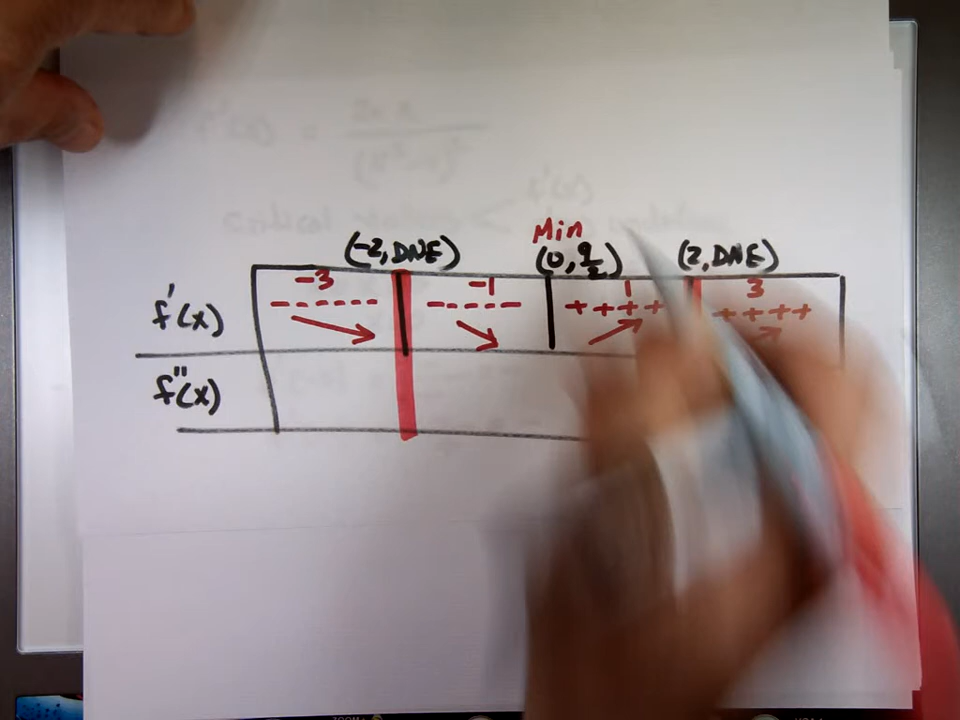 Min
(-2, DNE) (0, 9/2) (2, DNE)
f'(x) -3 ------ -1 ------ 1 ++++ 3 ++++
f"(x)